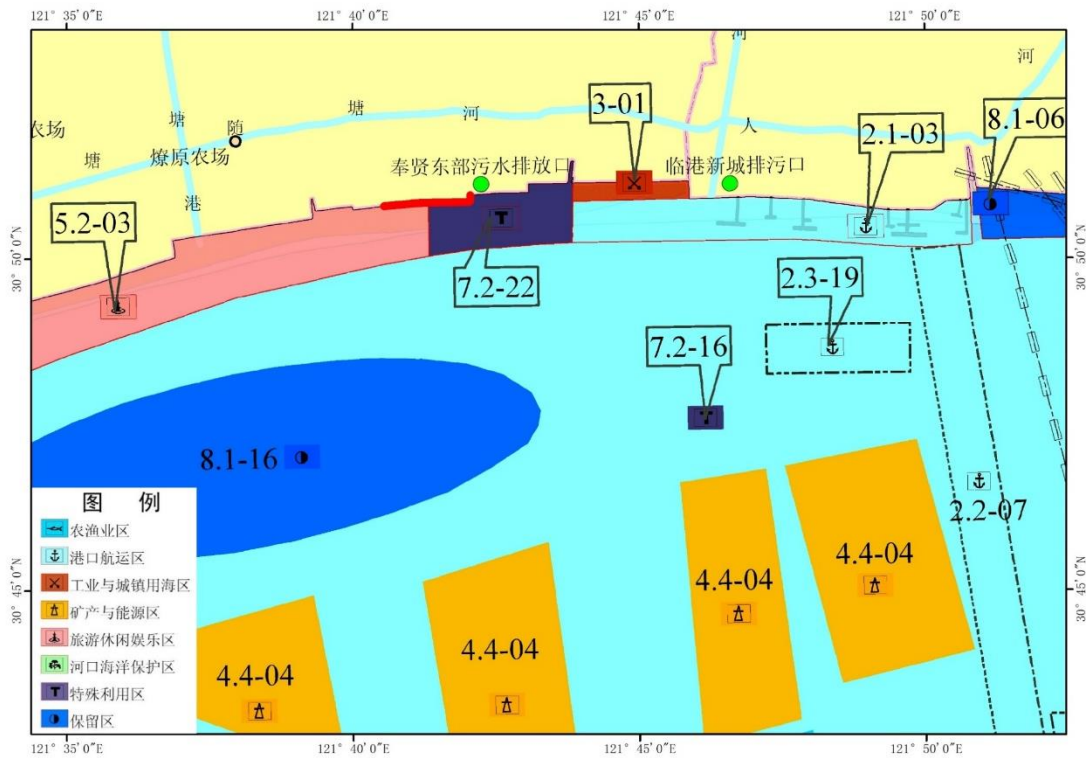 121° 35′0″E
121° 40′0″E
121° 45′0″E
121° 50′0″E
河
河
塘
河
塘
随
人
农场
塘
燎原农场
港
奉贤东部污水排放口
临港新城排污口
3-01
2.1-03
8.1-06
5.2-03
7.2-22
2.3-19
7.2-16
30° 50′0″N
30° 50′0″N
8.1-16
2.2-07
4.4-04
4.4-04
4.4-04
4.4-04
30° 45′0″N
30° 45′0″N
图 例
农渔业区
港口航运区
工业与城镇用海区
矿产与能源区
旅游休闲娱乐区
河口海洋保护区
特殊利用区
保留区
121° 35′0″E
121° 40′0″E
121° 45′0″E
121° 50′0″E